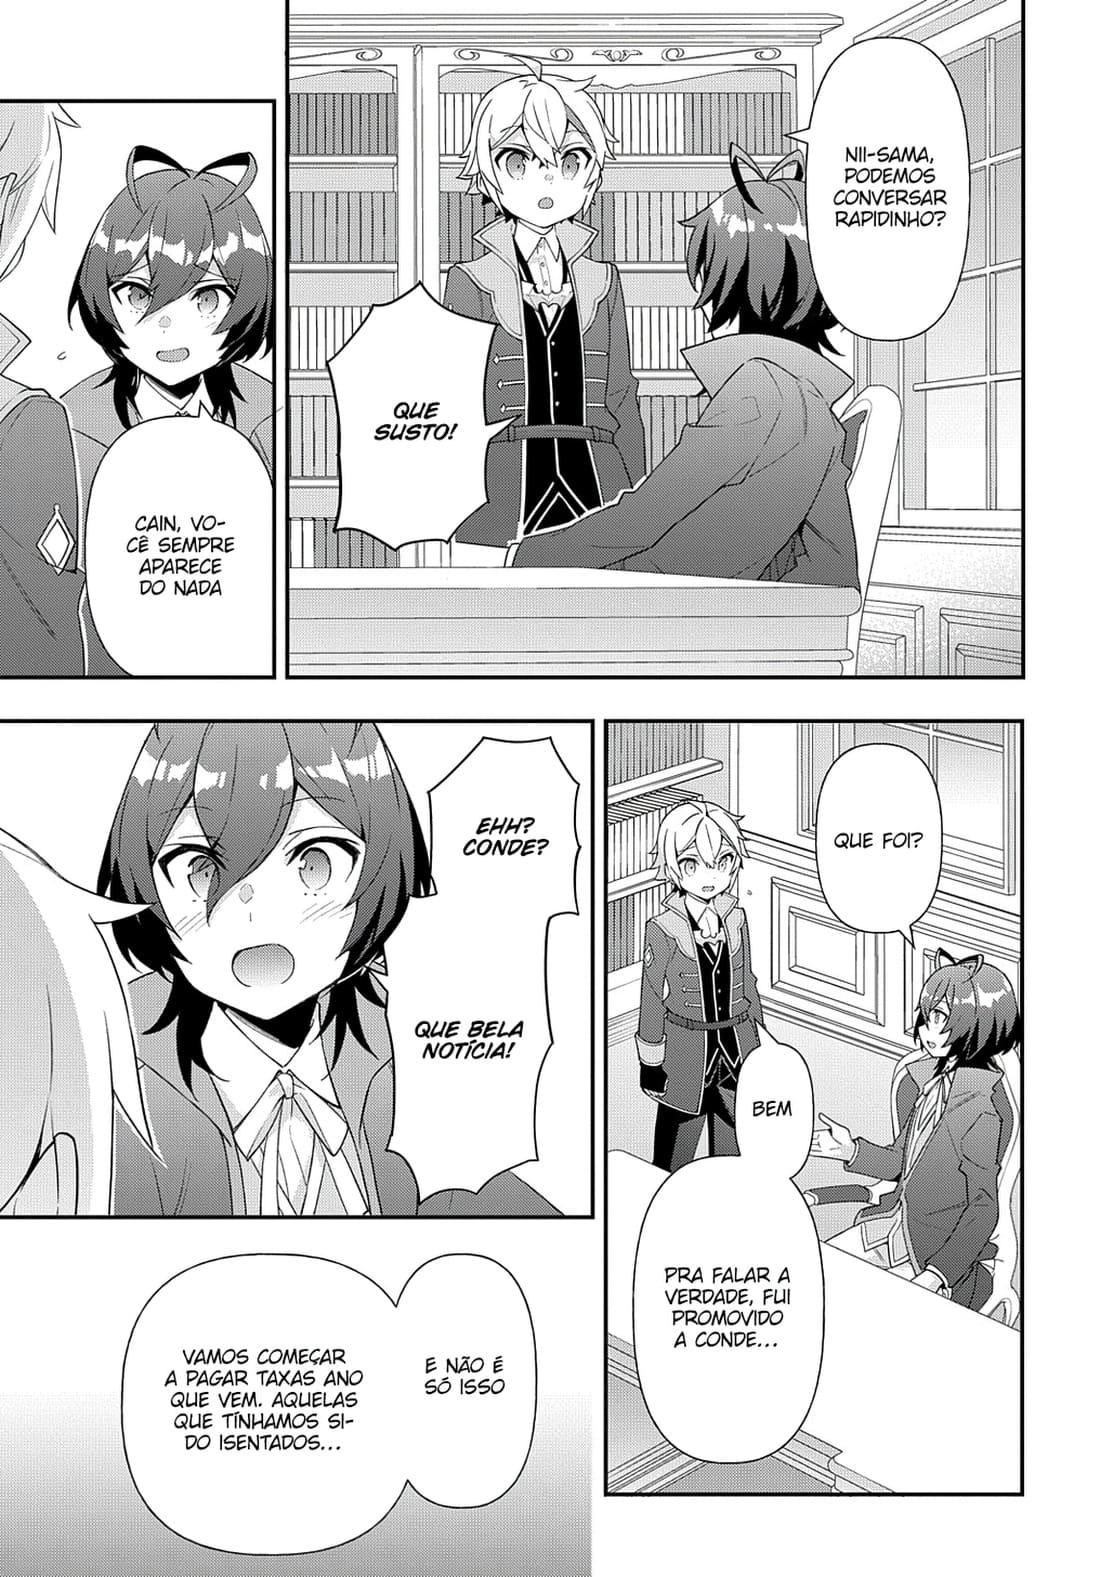 NII-SAMA,
PODEMOS
CONVERSAR
RAPIDINHO?
QUE
SUSTO!
CAIN, VO-
CÊ SEMPRE
APARECE
DO NADA
QUE FOI?
BEM
PRA FALAR A
VERDADE, FUI
PROMOVIDO
A CONDE...
EHH?
CONDE?
QUE BELA
NOTÍCIA!
E NÃO É
SÓ ISSO
VAMOS COMEÇAR
A PAGAR TAXAS ANO
QUE VEM. AQUELAS
QUE TÍNHAMOS SI-
DO ISENTADOS...